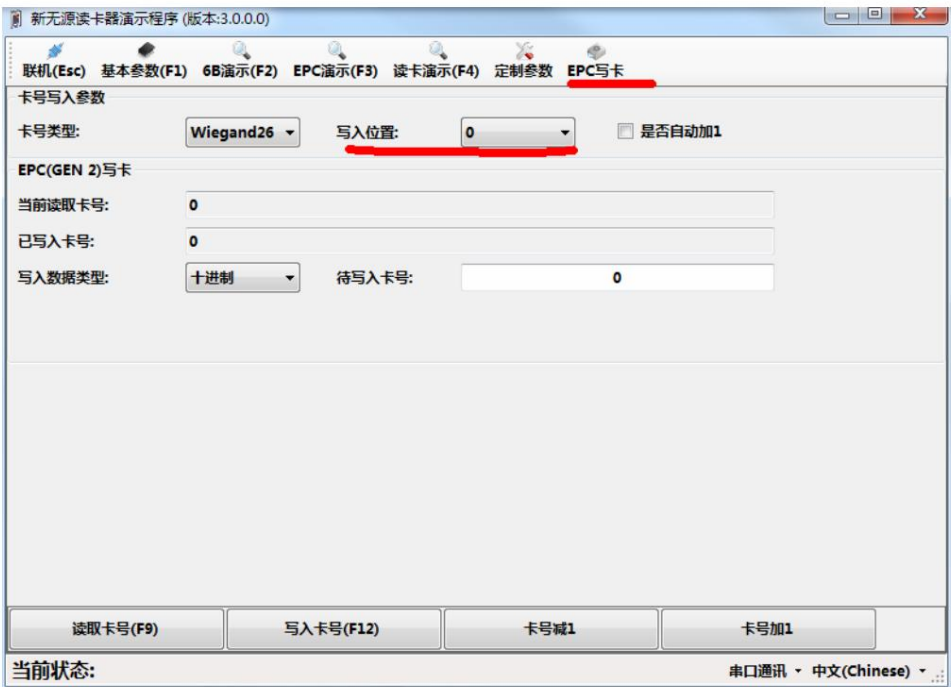 新无源读卡器演示程序 (版本:3.0.0.0)
联机(Esc) 基本参数(F1) 6B演示(F2) EPC演示(F3) 读卡演示(F4) 定制参数 EPC写卡
卡号写入参数
卡号类型: Wiegand26 写入位置: 0 是否自动加1
EPC(GEN 2)写卡
当前读取卡号: 0
已写入卡号: 0
写入数据类型: 十进制 待写入卡号: 0
读取卡号(F9) 写入卡号(F12) 卡号减1 卡号加1
当前状态: 串口通讯 中文(Chinese)